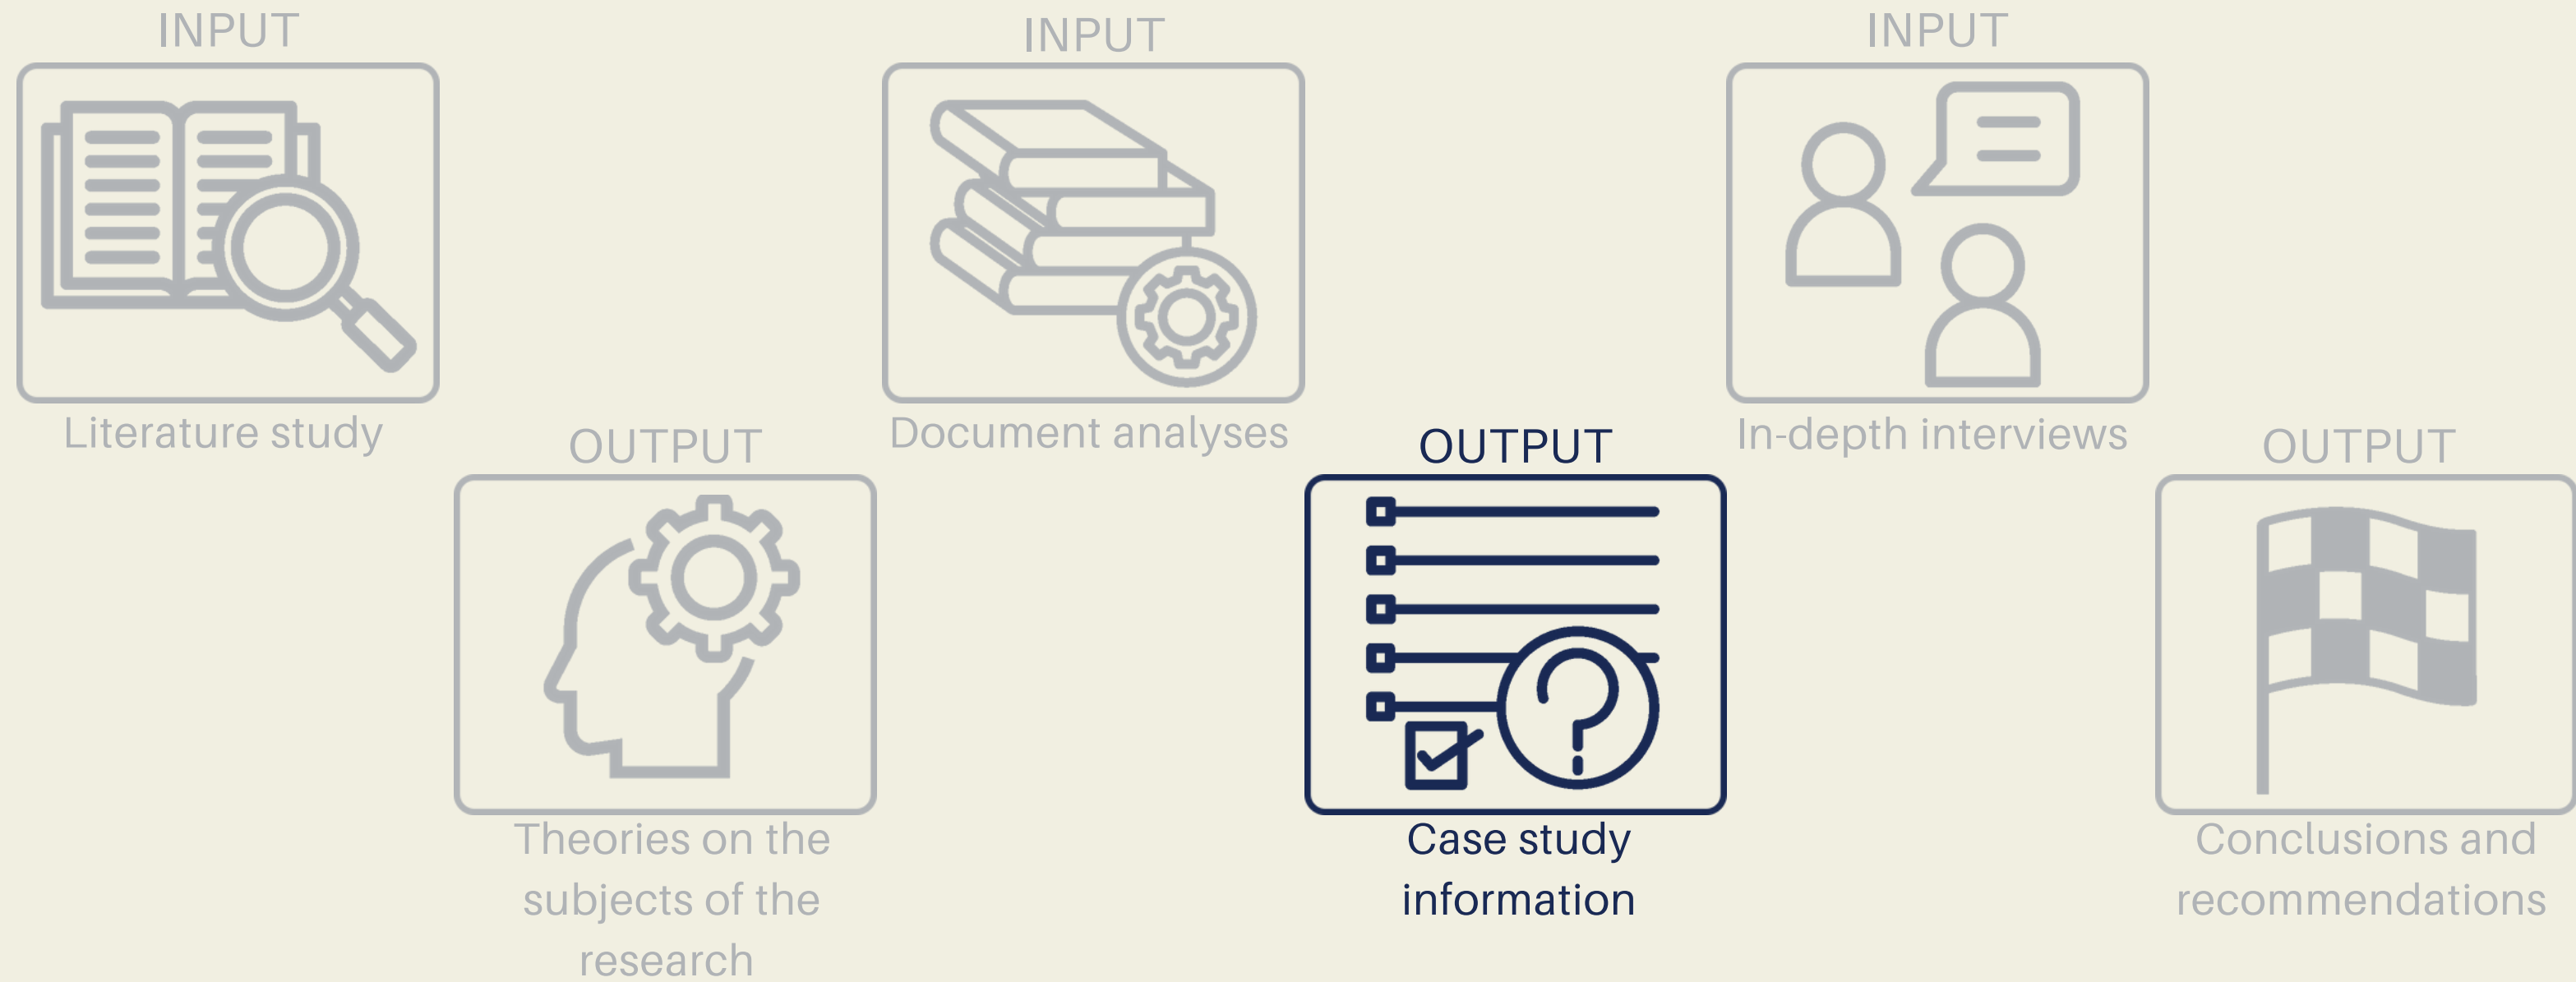 INPUT
Literature study
OUTPUT
Theories on the
subjects of the
research
INPUT
Document analyses
OUTPUT
Case study
information
INPUT
In-depth interviews
OUTPUT
Conclusions and
recommendations